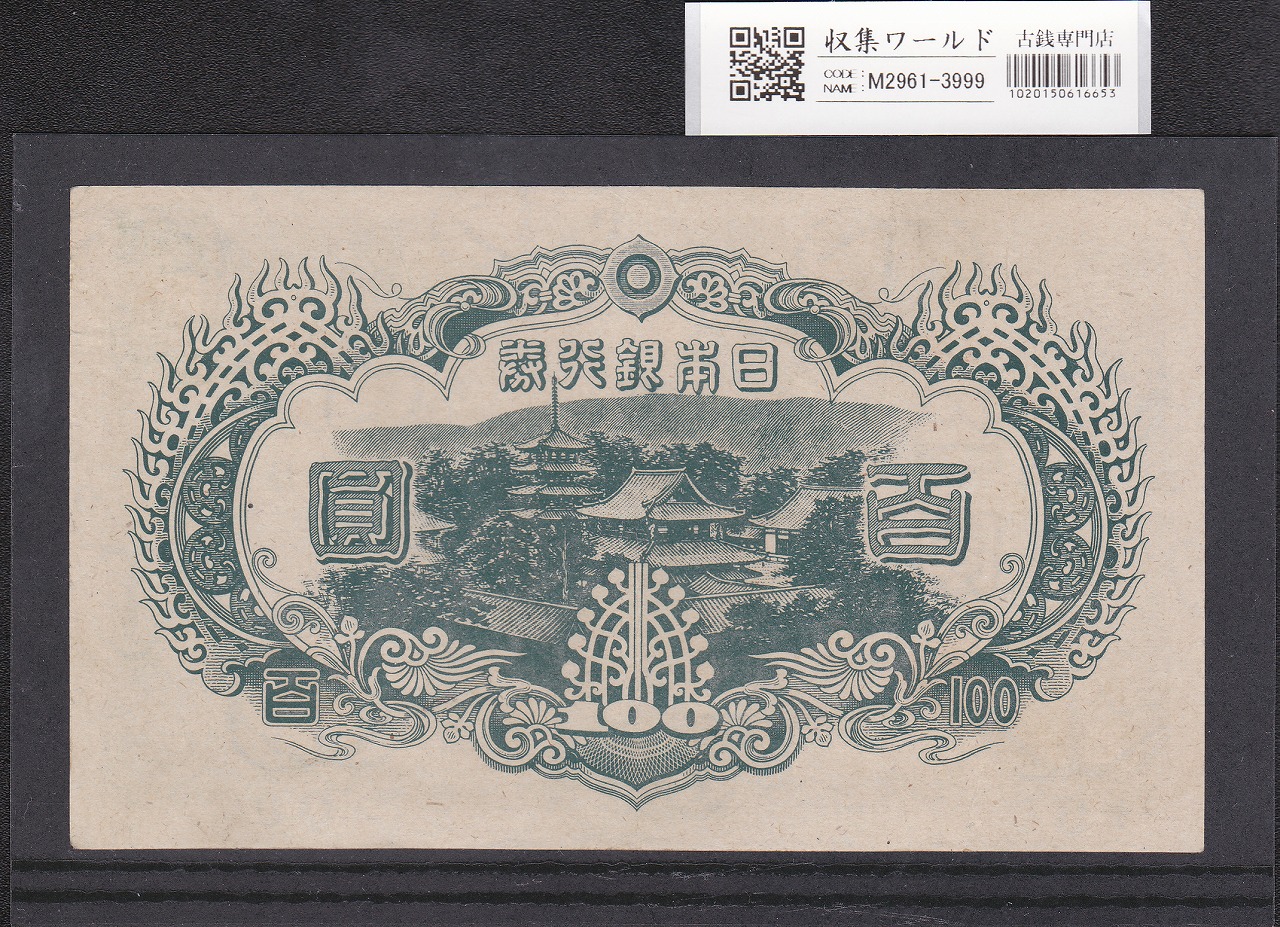 収集ワールド 古銭専門店
CODE :
NAME : M2961-3999
1020150616653
日本銀行券
百圓
100
百
100